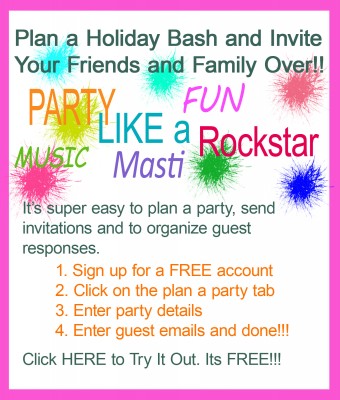 Plan a Holiday Bash and Invite
Your Friends and Family Over!!
PARTY FUN
LIKE a Rockstar
MUSIC Masti
It's super easy to plan a party, send
invitations and to organize guest
responses.
1. Sign up for a FREE account
2. Click on the plan a party tab
3. Enter party details
4. Enter guest emails and done!!!
Click HERE to Try It Out. Its FREE!!!